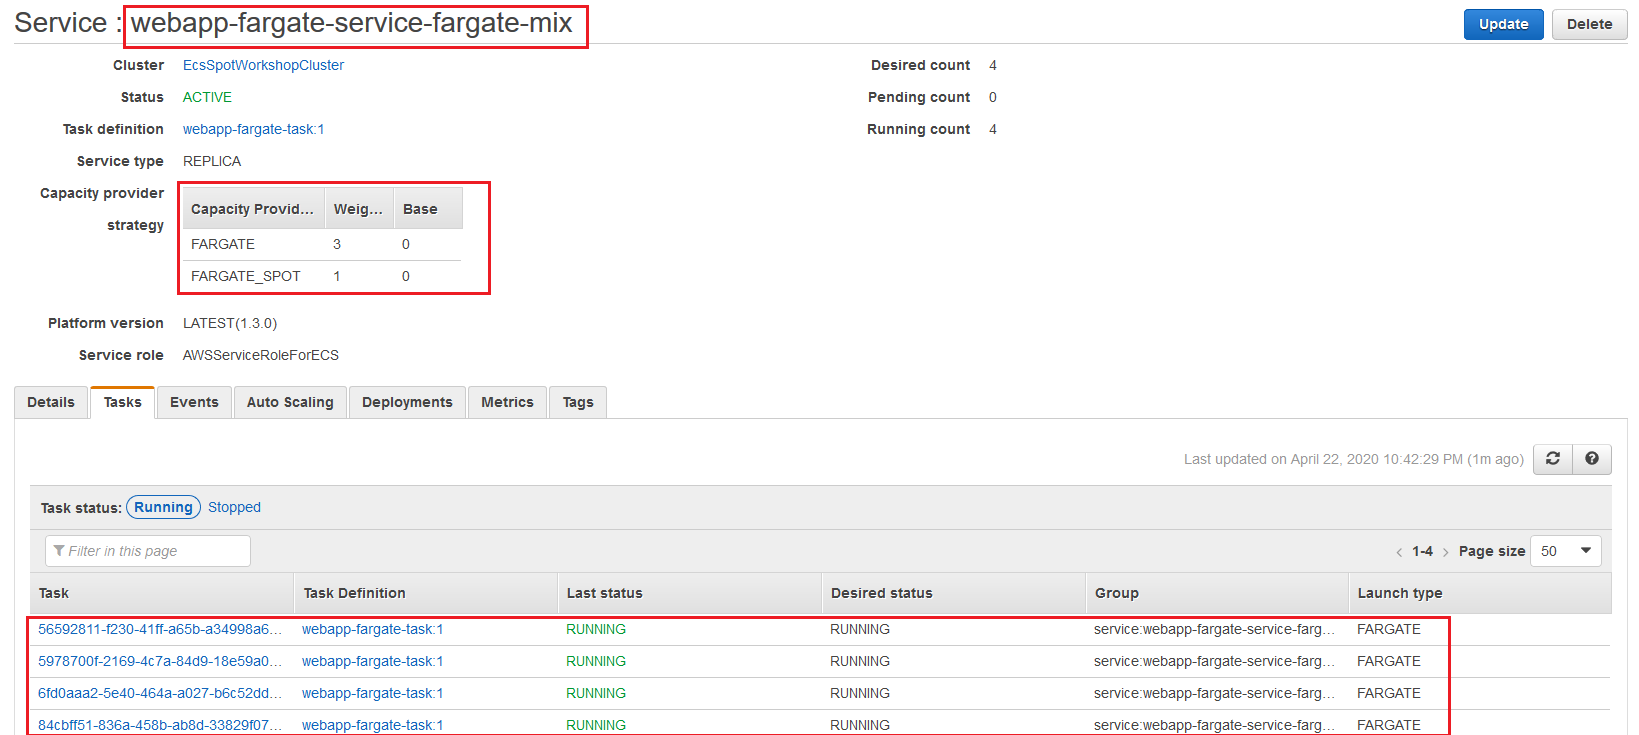 Service : webapp-fargate-service-fargate-mix
Update
Delete
Cluster EcsSpotWorkshopCluster
Desired count 4
Status ACTIVE
Pending count 0
Task definition webapp-fargate-task:1
Running count 4
Service type REPLICA
Capacity provider strategy
Capacity Provid... Weig... Base
FARGATE 3 0
FARGATE_SPOT 1 0
Platform version LATEST(1.3.0)
Service role AWSServiceRoleForECS
Details Tasks Events Auto Scaling Deployments Metrics Tags
Last updated on April 22, 2020 10:42:29 PM (1m ago)
Task status: Running Stopped
Filter in this page
1-4 Page size 50
Task Task Definition Last status Desired status Group Launch type
56592811-f230-41ff-a65b-a34998a6... webapp-fargate-task:1 RUNNING RUNNING service:webapp-fargate-service-farg... FARGATE
5978700f-2169-4c7a-84d9-18e59a0... webapp-fargate-task:1 RUNNING RUNNING service:webapp-fargate-service-farg... FARGATE
6fd0aaa2-5e40-464a-a027-b6c52dd... webapp-fargate-task:1 RUNNING RUNNING service:webapp-fargate-service-farg... FARGATE
84cbff51-836a-458b-ab8d-33829f07... webapp-fargate-task:1 RUNNING RUNNING service:webapp-fargate-service-farg... FARGATE